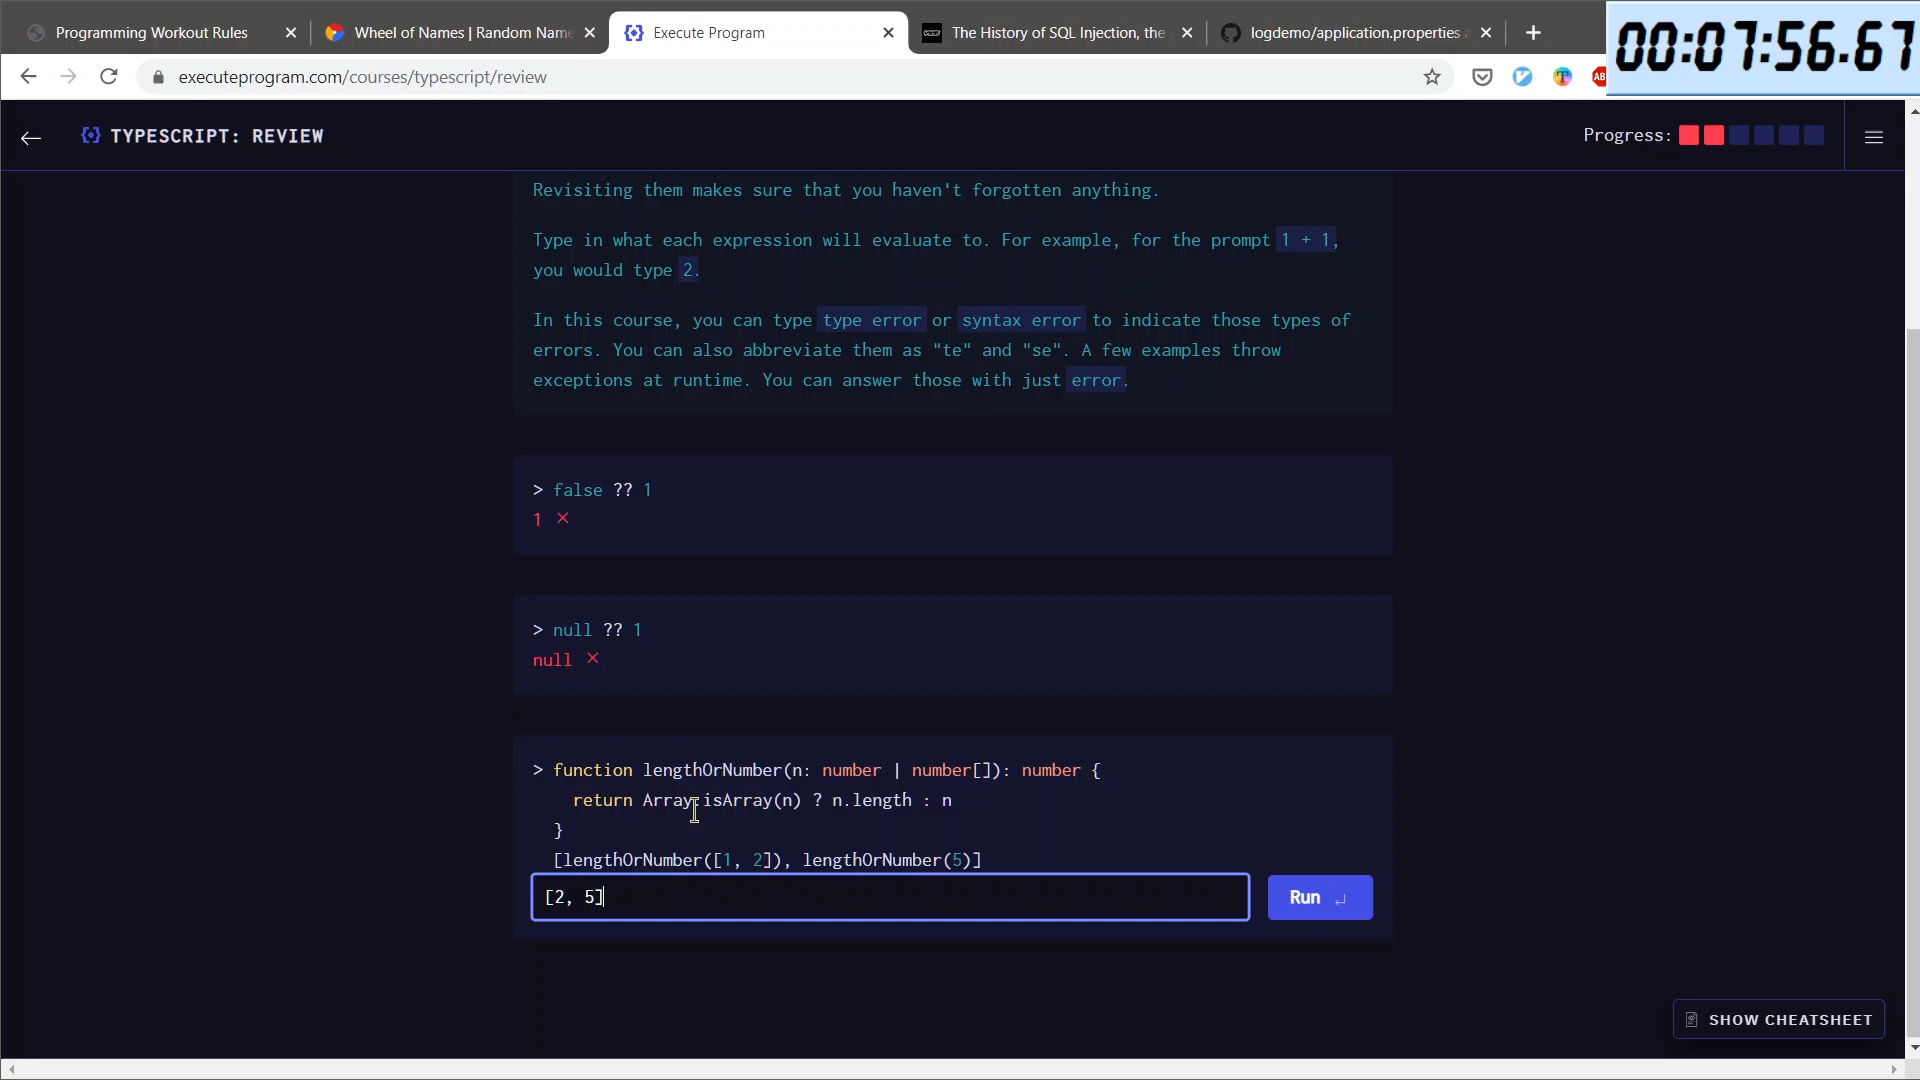 Programming Workout Rules
Wheel of Names | Random Name
Execute Program
The History of SQL Injection, the
logdemo/application.properties
00:07:56.67
executeprogram.com/courses/typescript/review
TYPESCRIPT: REVIEW
Progress:
Revisiting them makes sure that you haven't forgotten anything.
Type in what each expression will evaluate to. For example, for the prompt 1 + 1,
you would type 2.
In this course, you can type type error or syntax error to indicate those types of
errors. You can also abbreviate them as "te" and "se". A few examples throw
exceptions at runtime. You can answer those with just error.
> false ?? 1
1 ×
> null ?? 1
null ×
> function lengthOrNumber(n: number | number[]): number {
return Array.isArray(n) ? n.length : n
}
[lengthOrNumber([1, 2]), lengthOrNumber(5)]
[2, 5]
Run
SHOW CHEATSHEET